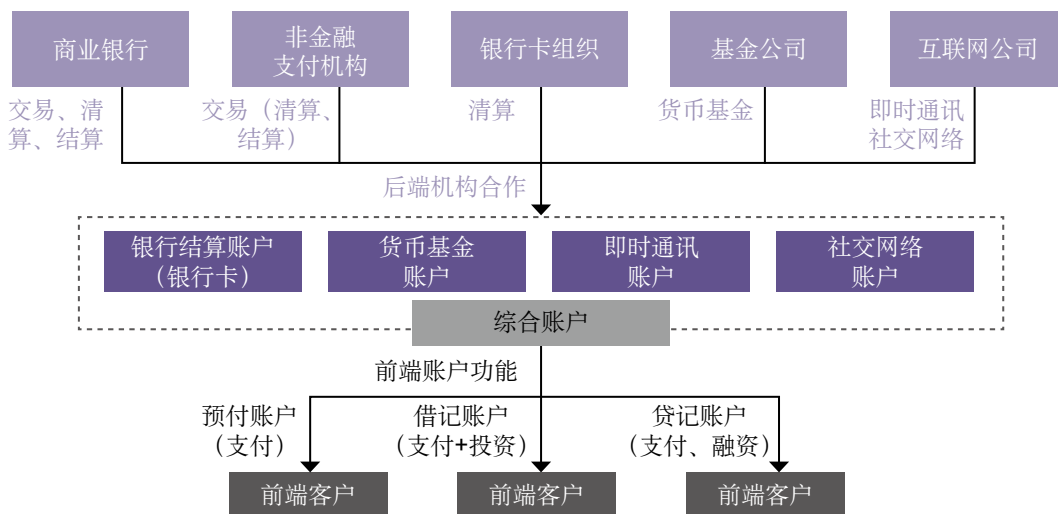 商业银行
非金融
支付机构
银行卡组织
基金公司
互联网公司
交易、清
算、结算
交易（清算、
结算）
清算
货币基金
即时通讯
社交网络
后端机构合作
银行结算账户
（银行卡）
货币基金
账户
即时通讯
账户
社交网络
账户
综合账户
前端账户功能
预付账户
（支付）
借记账户
（支付+投资）
贷记账户
（支付、融资）
前端客户
前端客户
前端客户